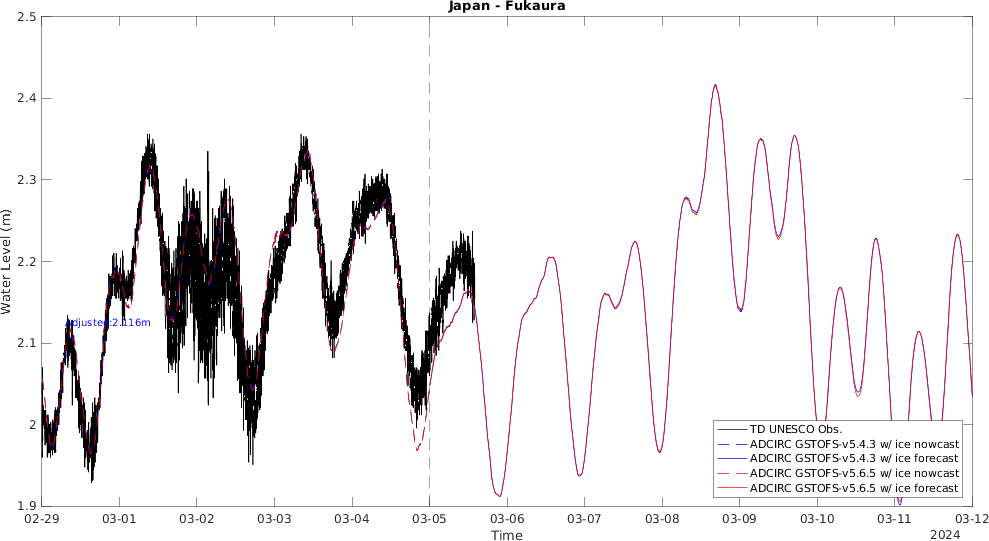 Japan - Fukaura
Water Level (m)
2.5
2.4
2.3
2.2
2.1
2
1.9
Adjusted:2.116m
TD UNESCO Obs.
ADCIRC GSTOFS-v5.4.3 w/ ice nowcast
ADCIRC GSTOFS-v5.4.3 w/ ice forecast
ADCIRC GSTOFS-v5.6.5 w/ ice nowcast
ADCIRC GSTOFS-v5.6.5 w/ ice forecast
02-29 03-01 03-02 03-03 03-04 03-05 03-06 03-07 03-08 03-09 03-10 03-11 03-12
Time
2024